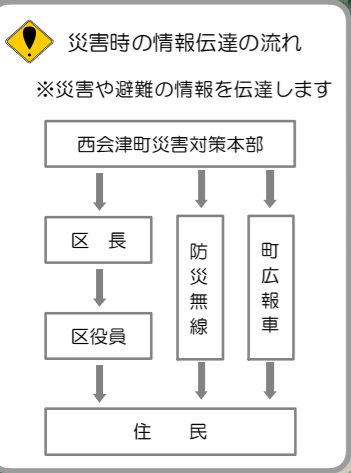 災害時の情報伝達の流れ
※災害や避難の情報を伝達します
西会津町災害対策本部
区 長
区役員
防災無線
町広報車
住 民